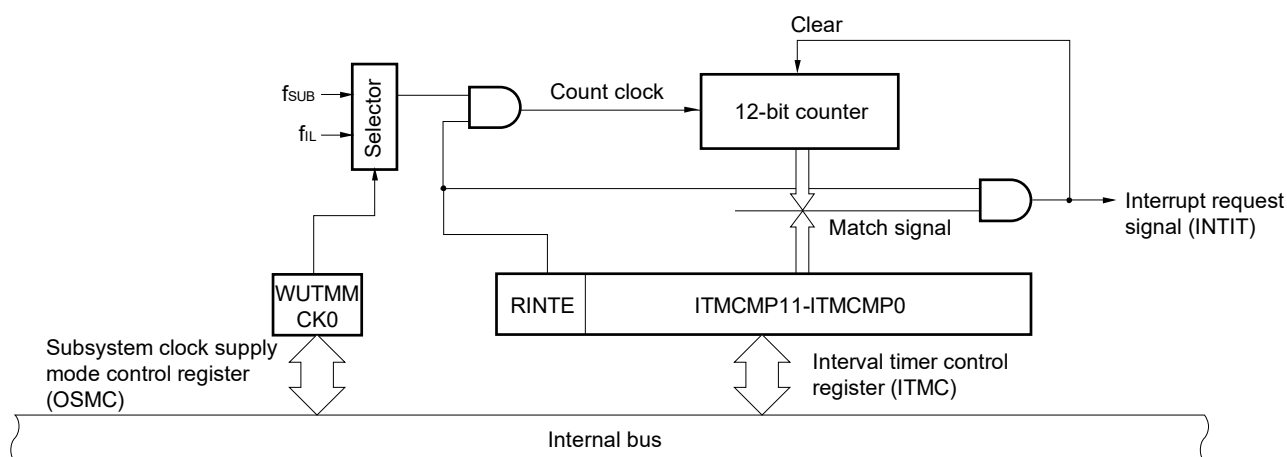 Clear
fSUB
fIL
Selector
Count clock
12-bit counter
Match signal
Interrupt request
signal (INTIT)
WUTMM
CK0
RINTE
ITMCMP11-ITMCMP0
Subsystem clock supply
mode control register
(OSMC)
Interval timer control
register (ITMC)
Internal bus